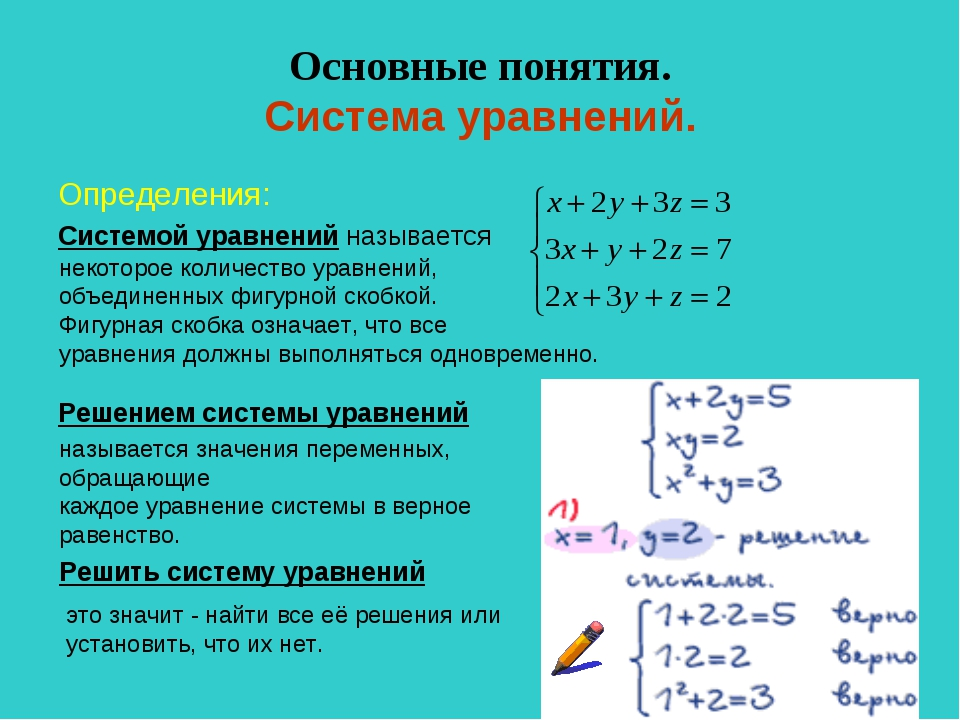 Основные понятия.
Система уравнений.
Определения:
Системой уравнений называется
некоторое количество уравнений,
объединенных фигурной скобкой.
Фигурная скобка означает, что все
уравнения должны выполняться одновременно.
x + 2y + 3z = 3
3x + y + 2z = 7
2x + 3y + z = 2
Решением системы уравнений
называется значения переменных,
обращающие
каждое уравнение системы в верное
равенство.
Решить систему уравнений
это значит - найти все её решения или
установить, что их нет.
x+2y=5
xy=2
x²+y=3
1)
x=1, y=2 - решение
системы.
1+2·2=5 верно
1·2=2 верно
1²+2=3 верно